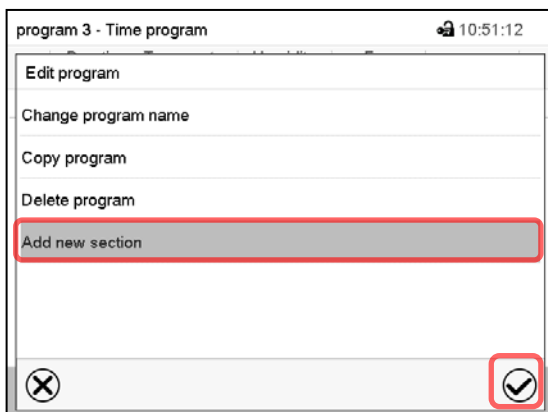 program 3 - Time program 10:51:12
Edit program
Change program name
Copy program
Delete program
Add new section